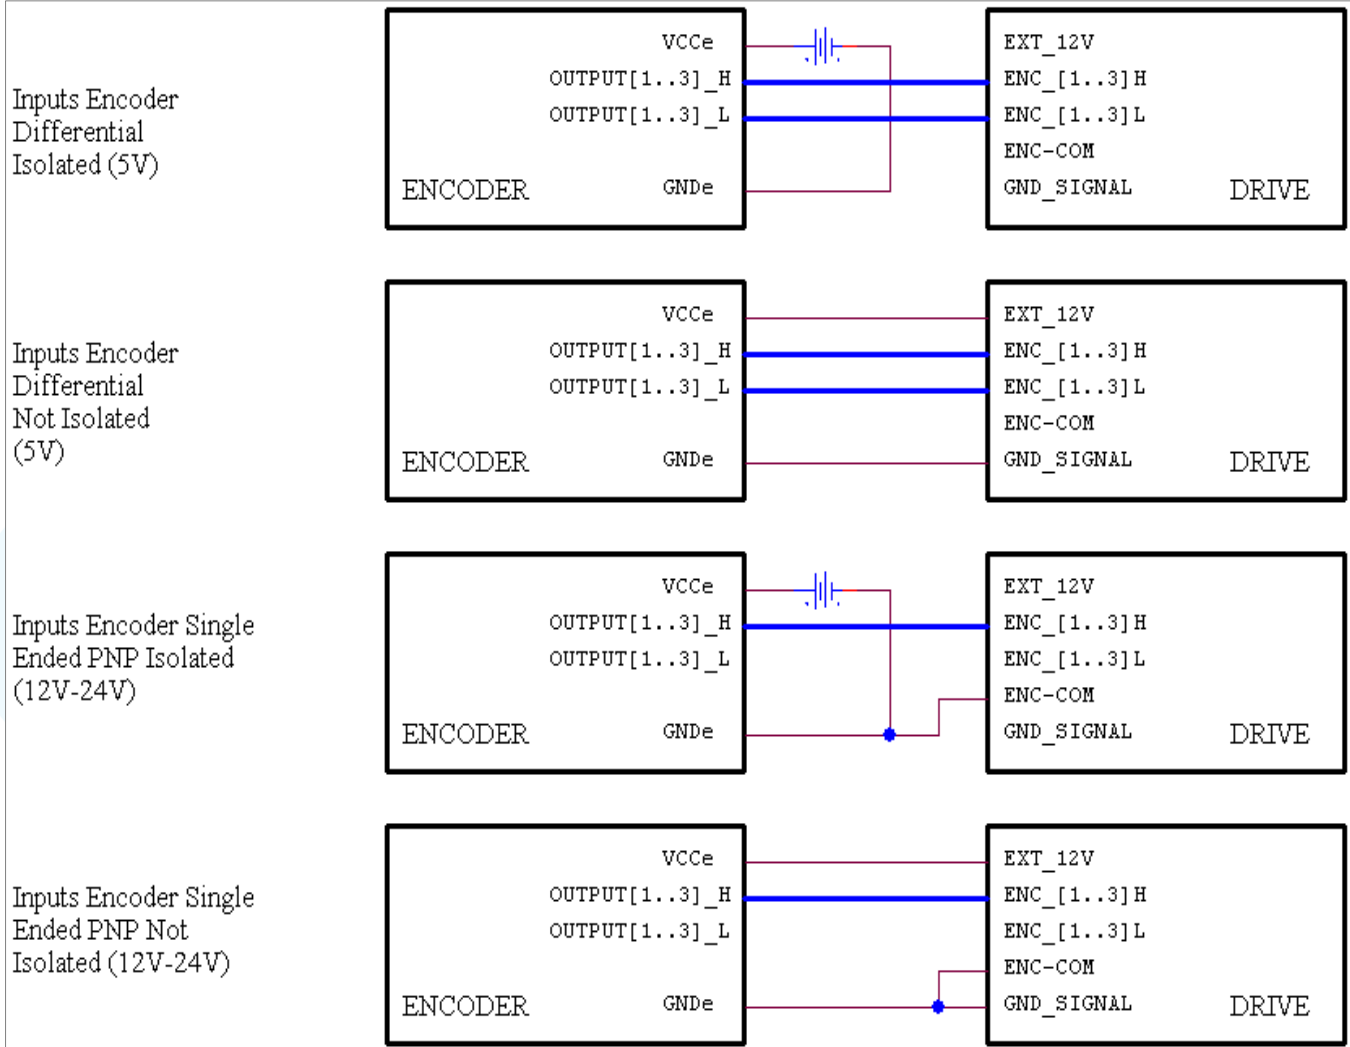 Inputs Encoder
Differential
Isolated (5V)
VCCe
OUTPUT[1..3]_H
OUTPUT[1..3]_L
GNDe
ENCODER
EXT_12V
ENC_[1..3]H
ENC_[1..3]L
ENC-COM
GND_SIGNAL
DRIVE
Inputs Encoder
Differential
Not Isolated
(5V)
VCCe
OUTPUT[1..3]_H
OUTPUT[1..3]_L
GNDe
ENCODER
EXT_12V
ENC_[1..3]H
ENC_[1..3]L
ENC-COM
GND_SIGNAL
DRIVE
Inputs Encoder Single
Ended PNP Isolated
(12V-24V)
VCCe
OUTPUT[1..3]_H
OUTPUT[1..3]_L
GNDe
ENCODER
EXT_12V
ENC_[1..3]H
ENC_[1..3]L
ENC-COM
GND_SIGNAL
DRIVE
Inputs Encoder Single
Ended PNP Not
Isolated (12V-24V)
VCCe
OUTPUT[1..3]_H
OUTPUT[1..3]_L
GNDe
ENCODER
EXT_12V
ENC_[1..3]H
ENC_[1..3]L
ENC-COM
GND_SIGNAL
DRIVE